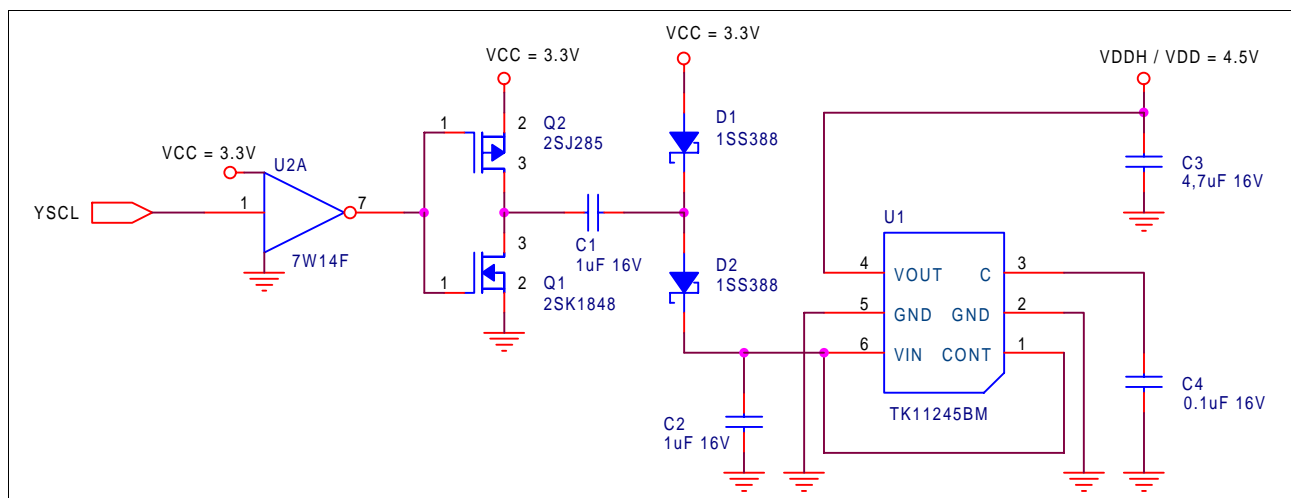 VCC = 3.3V
VCC = 3.3V
VDDH / VDD = 4.5V
VCC = 3.3V
U2A
YSCL
1
7
7W14F
1
2
Q2
2SJ285
3
1
3
Q1
2
2SK1848
C1
1uF 16V
D1
1SS388
D2
1SS388
C3
4,7uF 16V
U1
4
VOUT
C
3
5
GND
GND
2
6
VIN
CONT
1
TK11245BM
C2
1uF 16V
C4
0.1uF 16V